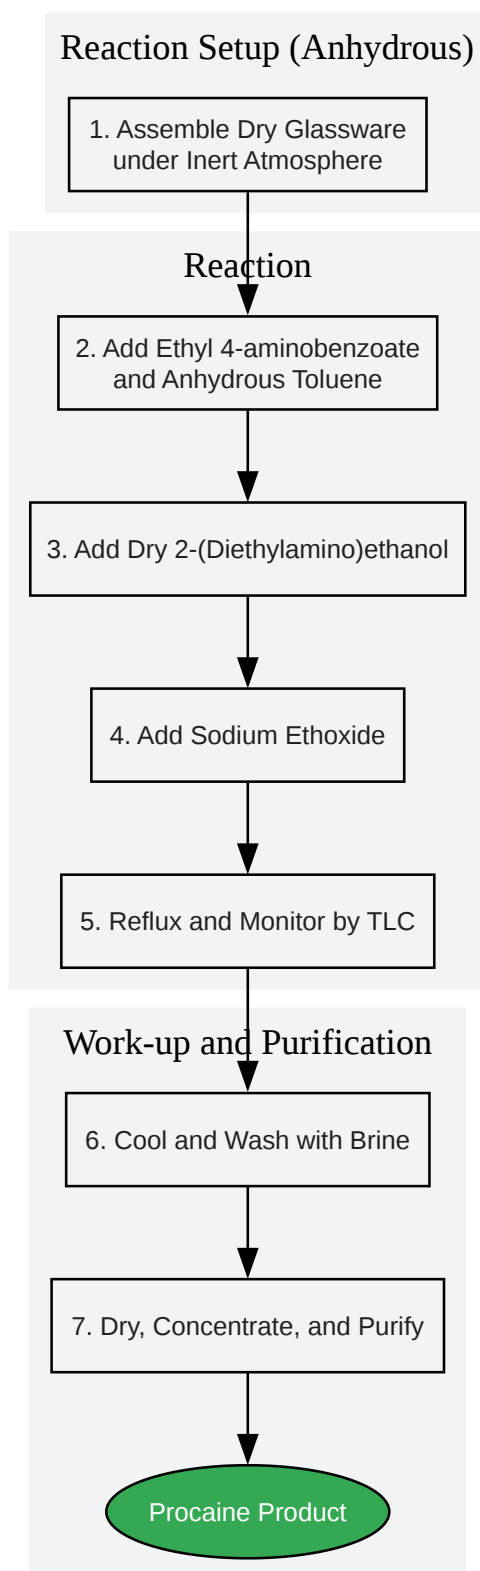 Reaction Setup (Anhydrous)
1. Assemble Dry Glassware
under Inert Atmosphere
Reaction
2. Add Ethyl 4-aminobenzoate
and Anhydrous Toluene
3. Add Dry 2-(Diethylamino)ethanol
4. Add Sodium Ethoxide
5. Reflux and Monitor by TLC
Work-up and Purification
6. Cool and Wash with Brine
7. Dry, Concentrate, and Purify
Procaine Product